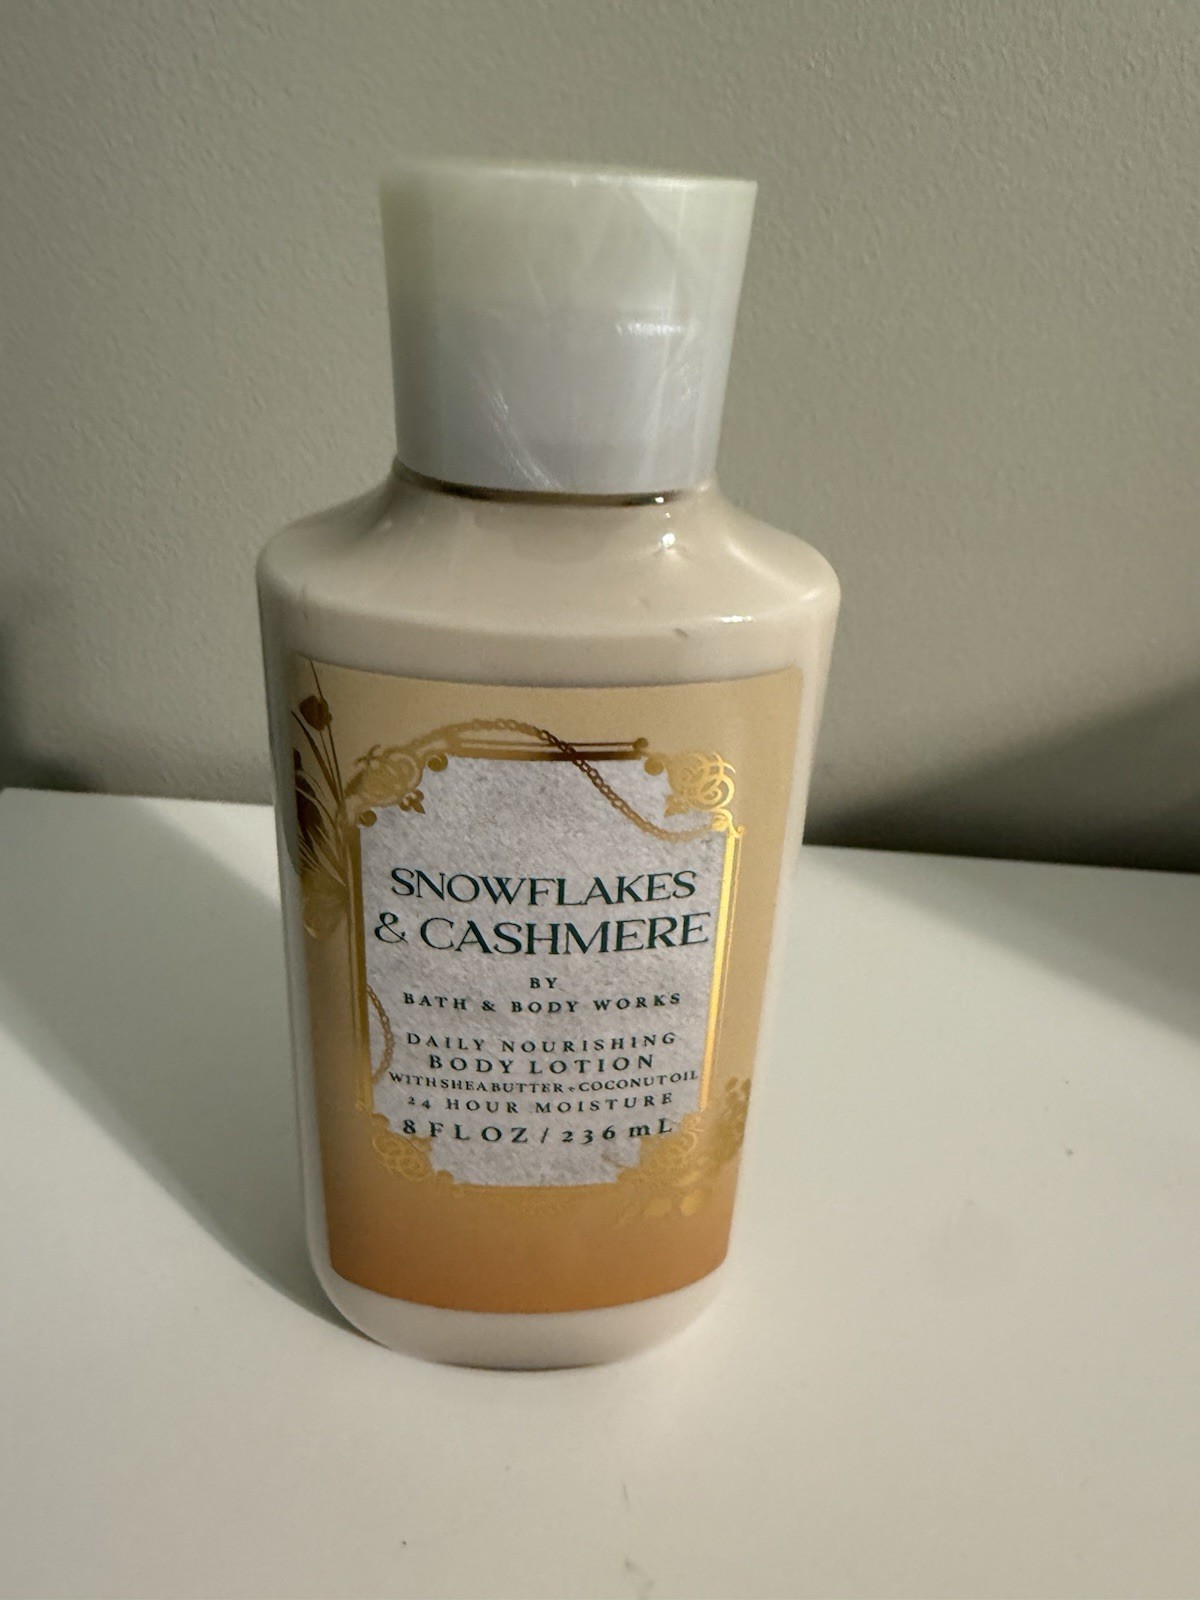 SNOWFLAKES
& CASHMERE
BY
BATH & BODY WORKS
DAILY NOURISHING
BODY LOTION
WITH SHEA BUTTER + COCONUT OIL
24 HOUR MOISTURE
8 FL OZ / 236 mL